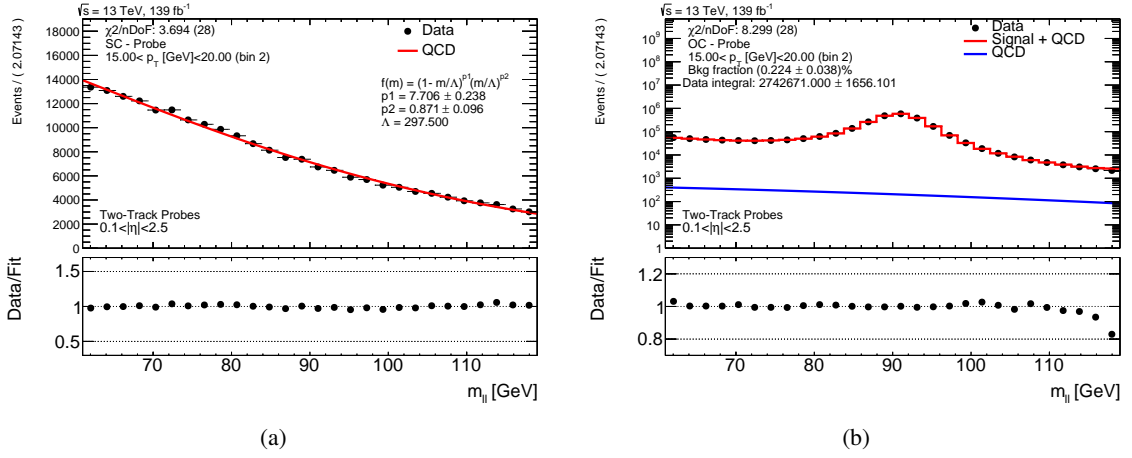 √s = 13 TeV, 139 fb⁻¹
Events / ( 2.07143 )
18000
16000
14000
12000
10000
8000
6000
4000
2000
0
χ2/nDoF: 3.694 (28)
SC - Probe
15.00< p_T [GeV]<20.00 (bin 2)
Data
QCD
f(m) = (1- m/Λ)^p1 (m/Λ)^p2
p1 = 7.706 ± 0.238
p2 = 0.871 ± 0.096
Λ = 297.500
Two-Track Probes
0.1<|η|<2.5
Data/Fit
1.5
1
0.5
70 80 90 100 110
m_ll [GeV]
(a)
√s = 13 TeV, 139 fb⁻¹
Events / ( 2.07143 )
10⁹
10⁸
10⁷
10⁶
10⁵
10⁴
10³
10²
10
1
χ2/nDoF: 8.299 (28)
OC - Probe
15.00< p_T [GeV]<20.00 (bin 2)
Bkg fraction (0.224 ± 0.038)%
Data integral: 2742671.000 ± 1656.101
Data
Signal + QCD
QCD
Two-Track Probes
0.1<|η|<2.5
Data/Fit
1.2
1
0.8
70 80 90 100 110
m_ll [GeV]
(b)